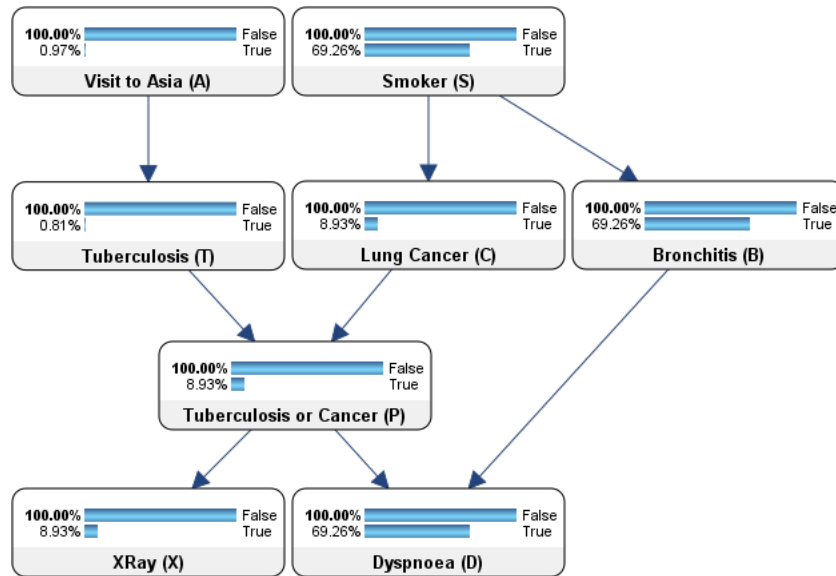 100.00% False
0.97% True
Visit to Asia (A)
100.00% False
69.26% True
Smoker (S)
100.00% False
0.81% True
Tuberculosis (T)
100.00% False
8.93% True
Lung Cancer (C)
100.00% False
69.26% True
Bronchitis (B)
100.00% False
8.93% True
Tuberculosis or Cancer (P)
100.00% False
8.93% True
XRay (X)
100.00% False
69.26% True
Dyspnoea (D)